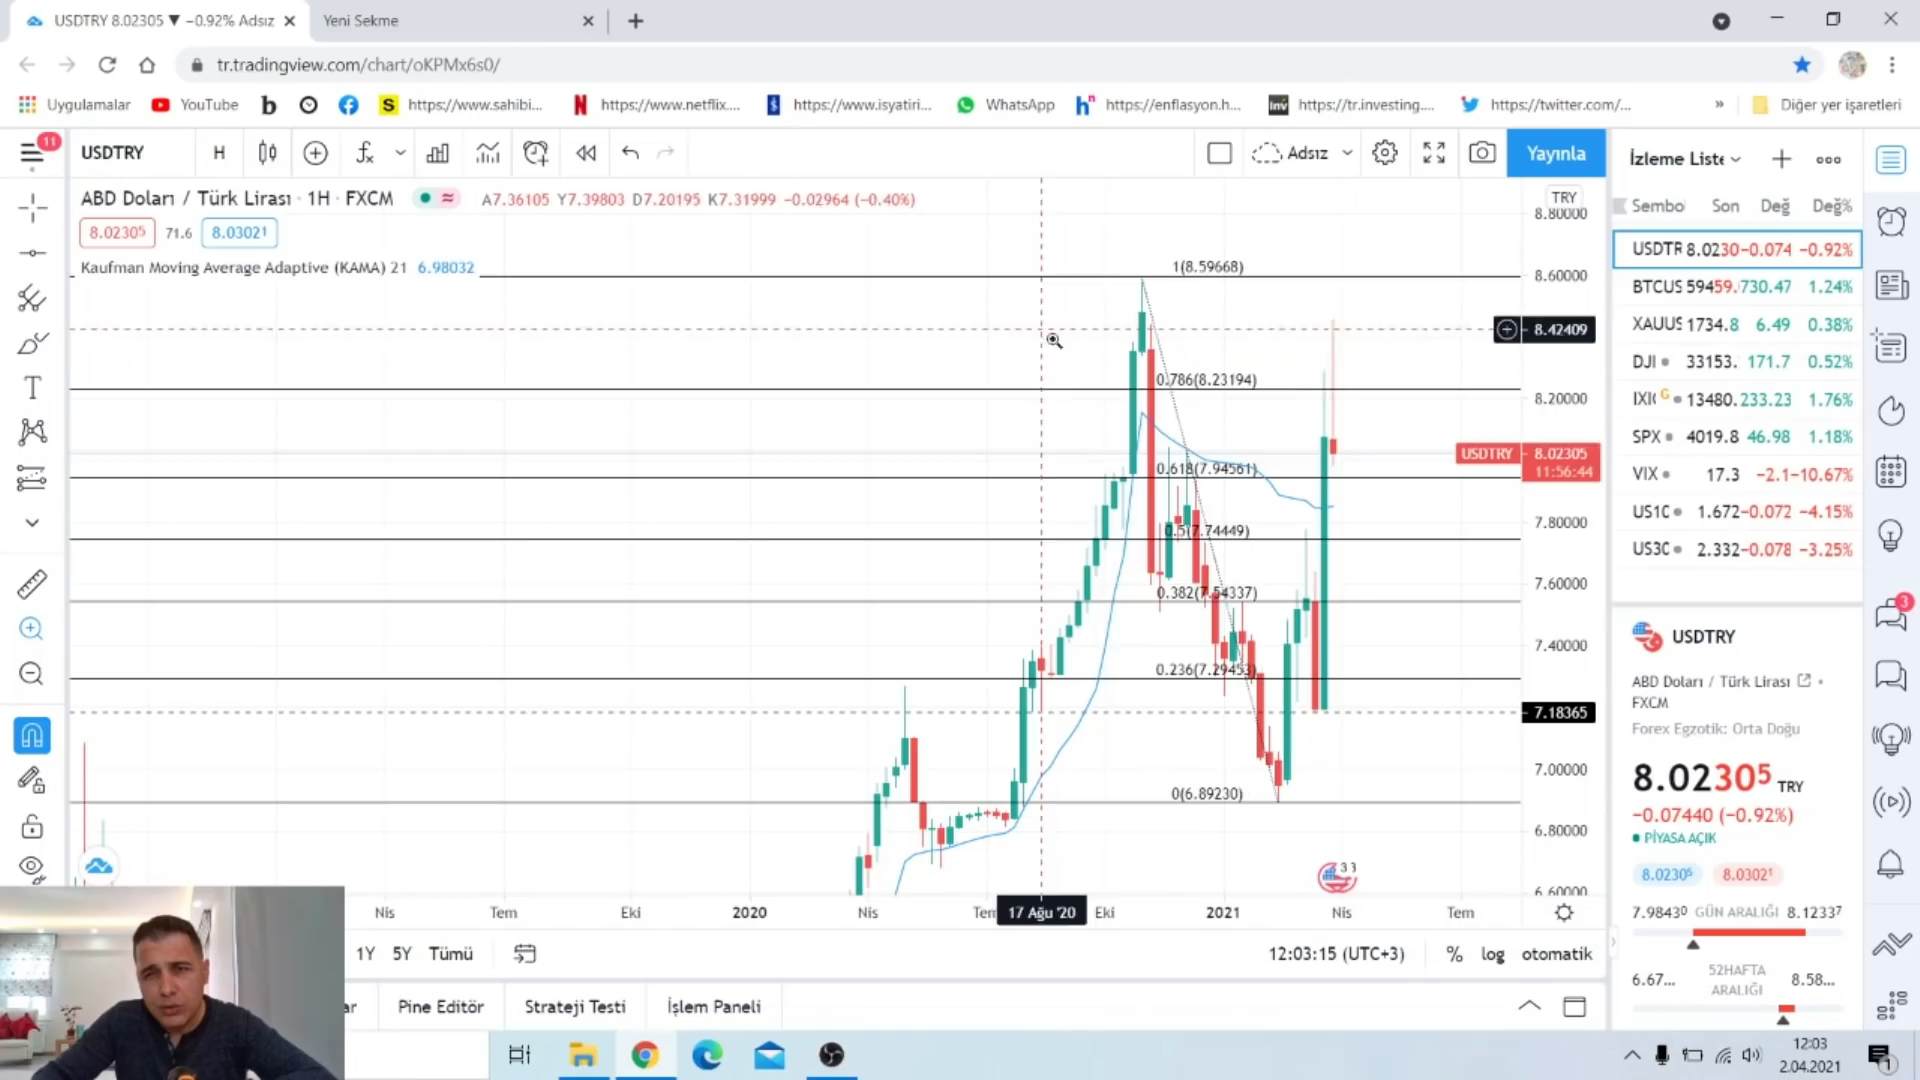 USDTRY 8.02305 ▼ −0.92% Adsız
Yeni Sekme
tr.tradingview.com/chart/oKPMx6s0/
Uygulamalar
YouTube
b
https://www.sahibi...
https://www.netflix....
https://www.isyatiri...
WhatsApp
https://enflasyon.h...
https://tr.investing....
https://twitter.com/...
»
Diğer yer işaretleri
11
USDTRY
H
Adsız
Yayınla
ABD Doları / Türk Lirası · 1H · FXCM
A7.36105 Y7.39803 D7.20195 K7.31999 −0.02964 (−0.40%)
8.02305
71.6
8.03021
Kaufman Moving Average Adaptive (KAMA) 21 6.98032
1(8.59668)
0.786(8.23194)
0.618(7.94561)
0.5(7.74449)
0.382(7.54337)
0.236(7.29453)
0(6.89230)
TRY
8.80000
8.60000
8.42409
8.20000
USDTRY 8.02305
11:56:44
7.80000
7.60000
7.40000
7.18365
7.00000
6.80000
6.60000
33
Nis
Tem
Eki
2020
Nis
Tem
17 Ağu '20
Eki
2021
Nis
Tem
1Y 5Y Tümü
12:03:15 (UTC+3)
% log otomatik
Pine Editör
Strateji Testi
İşlem Paneli
İzleme Liste
Sembo Son Değ Değ%
USDTR 8.0230 −0.074 −0.92%
BTCUS 59459. 730.47 1.24%
XAUUS 1734.8 6.49 0.38%
DJI 33153. 171.7 0.52%
IXIC G 13480. 233.23 1.76%
SPX 4019.8 46.98 1.18%
VIX 17.3 −2.1 −10.67%
US1C 1.672 −0.072 −4.15%
US3C 2.332 −0.078 −3.25%
USDTRY
ABD Doları / Türk Lirası
FXCM
Forex Egzotik: Orta Doğu
8.02305 TRY
−0.07440 (−0.92%)
PİYASA AÇIK
8.02305
8.03021
7.98430 GÜN ARALIĞI 8.12337
6.67... 52HAFTA ARALIĞI 8.58...
3
12:03
2.04.2021
1